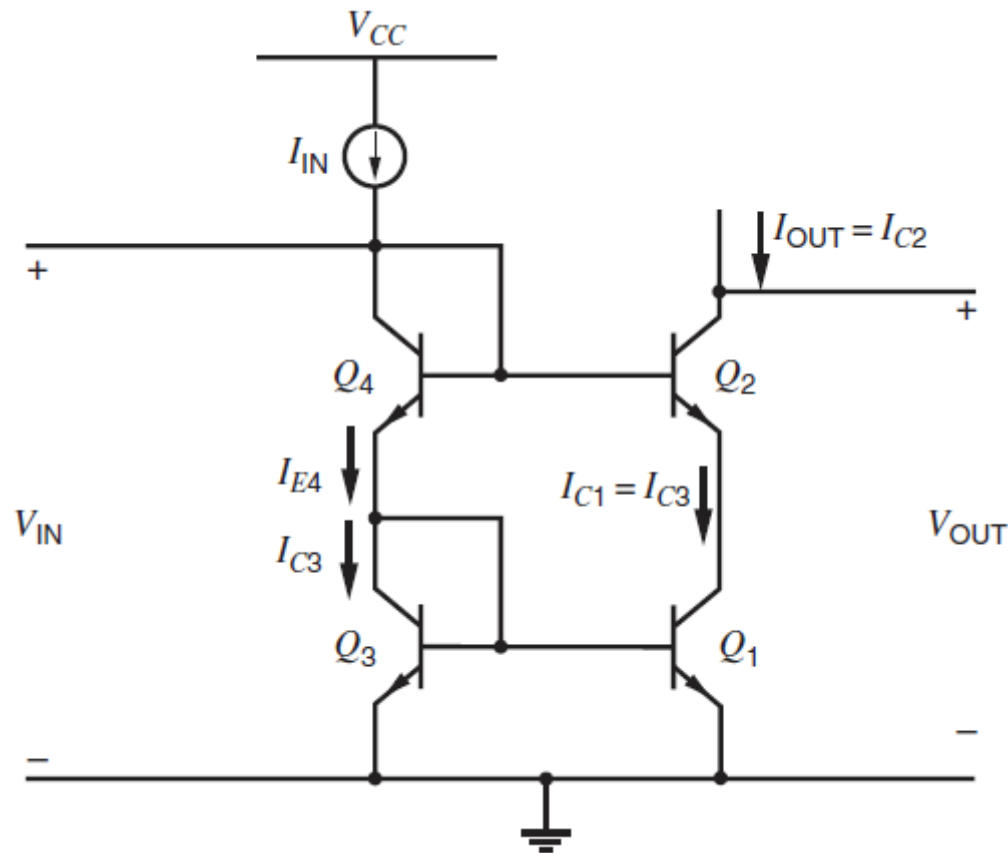 V_CC
I_IN
I_OUT = I_C2
+
+
Q_4
Q_2
I_E4
I_C1 = I_C3
V_IN
V_OUT
I_C3
Q_3
Q_1
−
−